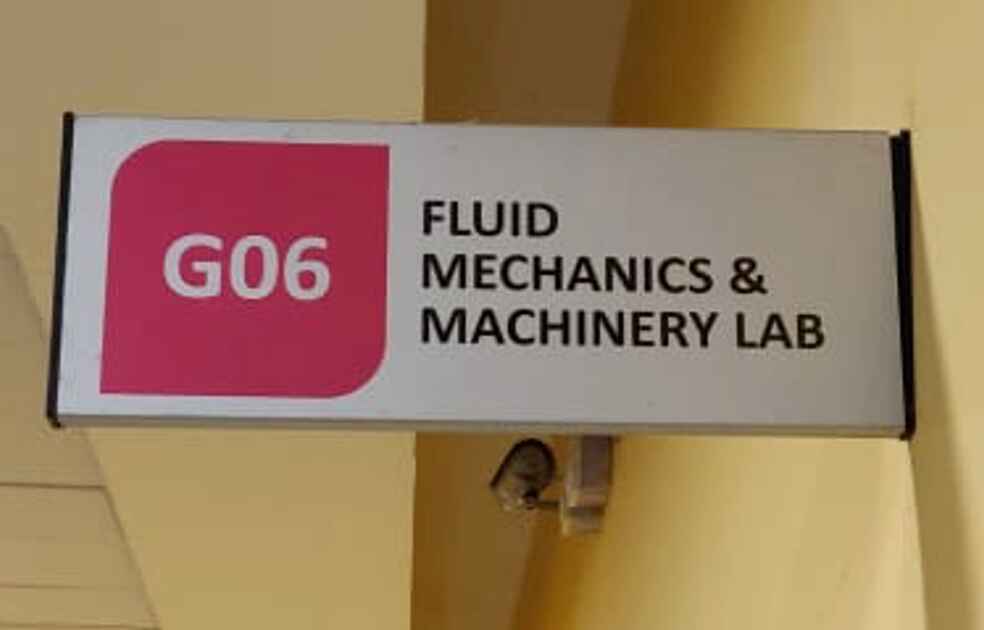 G06
FLUID
MECHANICS &
MACHINERY LAB